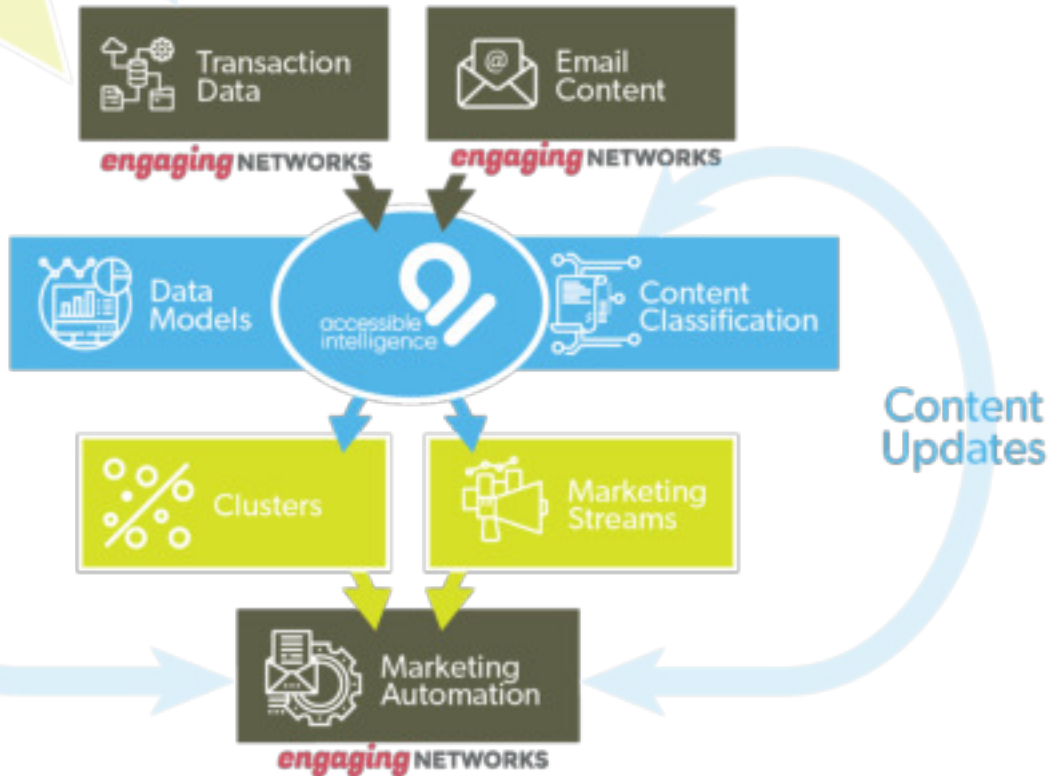 Transaction
Data
@
Email
Content
engaging NETWORKS
engaging NETWORKS
Data
Models
accessible
intelligence
Content
Classification
Content
Updates
Clusters
Marketing
Streams
Marketing
Automation
engaging NETWORKS